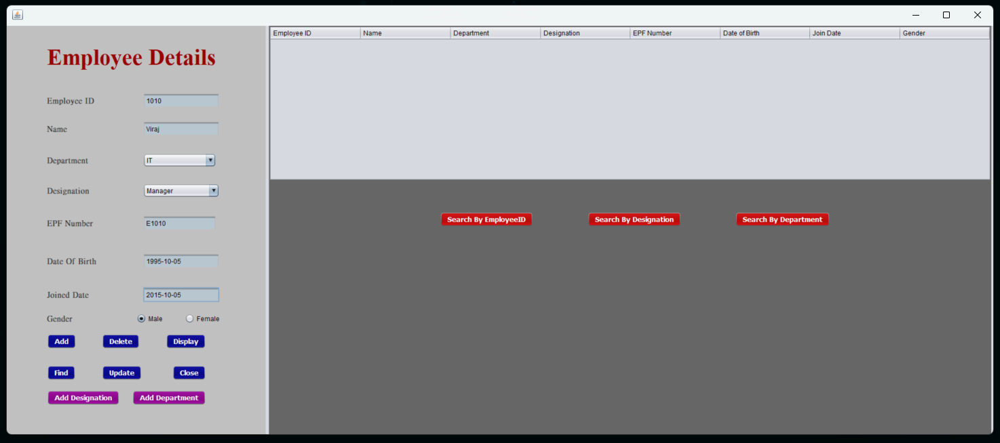 Employee Details
Employee ID 1010
Name Viraj
Department IT
Designation Manager
EPF Number E1010
Date Of Birth 1995-10-05
Joined Date 2015-10-05
Gender Male Female
Add Delete Display
Find Update Close
Add Designation Add Department
Employee ID Name Department Designation EPF Number Date of Birth Join Date Gender
Search By EmployeeID Search By Designation Search By Department